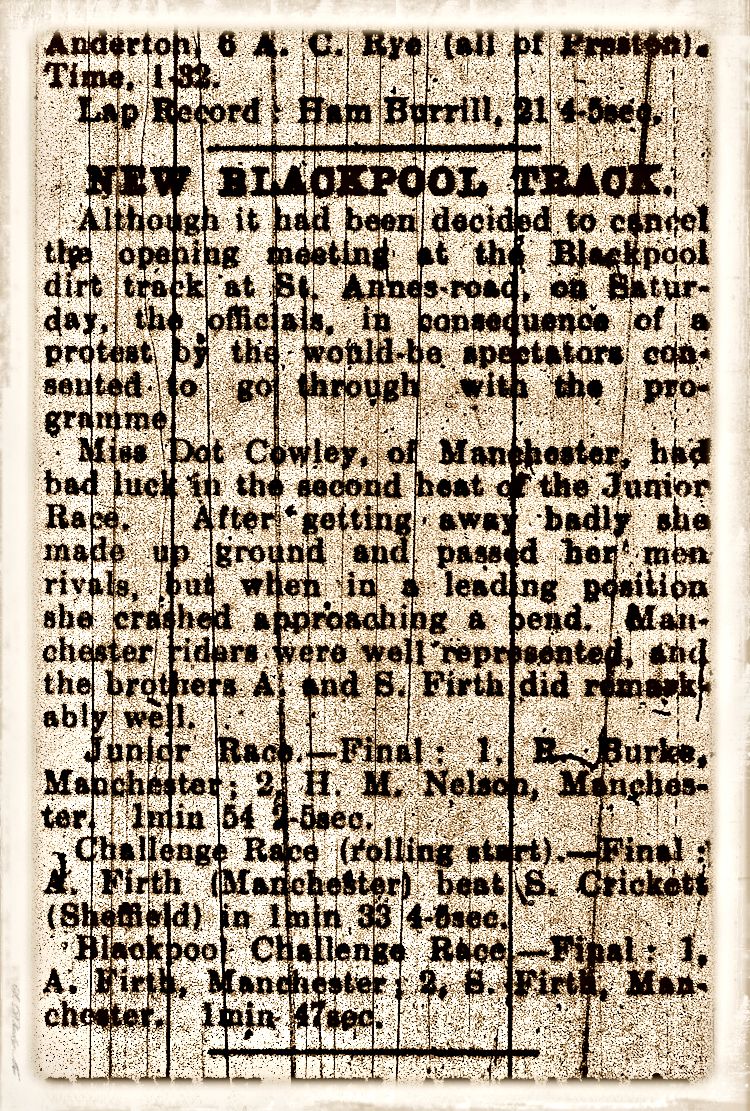 Anderton, 6 A. C. Rye (all of Preston).
Time, 1-32.
Lap Record : Ham Burrill, 21 4-5sec.
NEW BLACKPOOL TRACK.
Although it had been decided to cancel
the opening meeting at the Blackpool
dirt track at St. Annes-road, on Satur-
day, the officials, in consequence of a
protest by the would-be spectators con-
sented to go through with the pro-
gramme.
Miss Dot Cowley, of Manchester, had
bad luck in the second heat of the Junior
Race. After getting away badly she
made up ground and passed her men
rivals, but when in a leading position
she crashed approaching a bend. Man-
chester riders were well represented, and
the brothers A. and S. Firth did remark-
ably well.
Junior Race.—Final : 1, Burke,
Manchester; 2, H. M. Nelson, Manches-
ter. 1min 54 2-5sec.
Challenge Race (rolling start).—Final :
A. Firth (Manchester) beat S. Crickett
(Sheffield) in 1min 33 4-5sec.
Blackpool Challenge Race.—Final : 1,
A. Firth, Manchester; 2, S. Firth, Man-
chester. 1min 47sec.